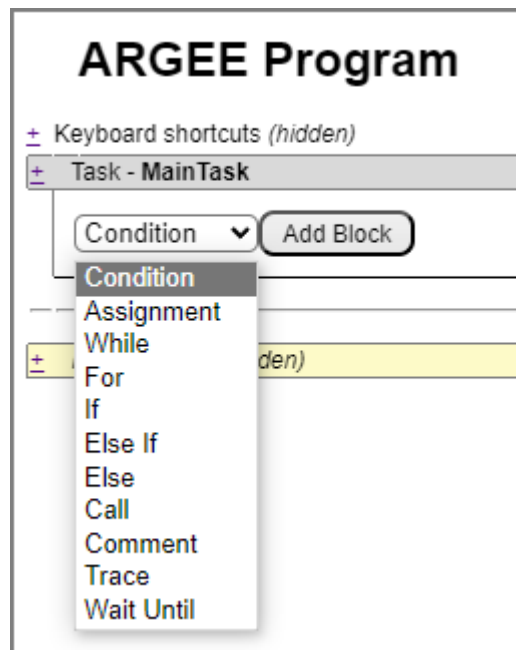 ARGEE Program
+ Keyboard shortcuts (hidden)
+ Task - MainTask
Condition Add Block
Condition
Assignment
While
+ den)
For
If
Else If
Else
Call
Comment
Trace
Wait Until